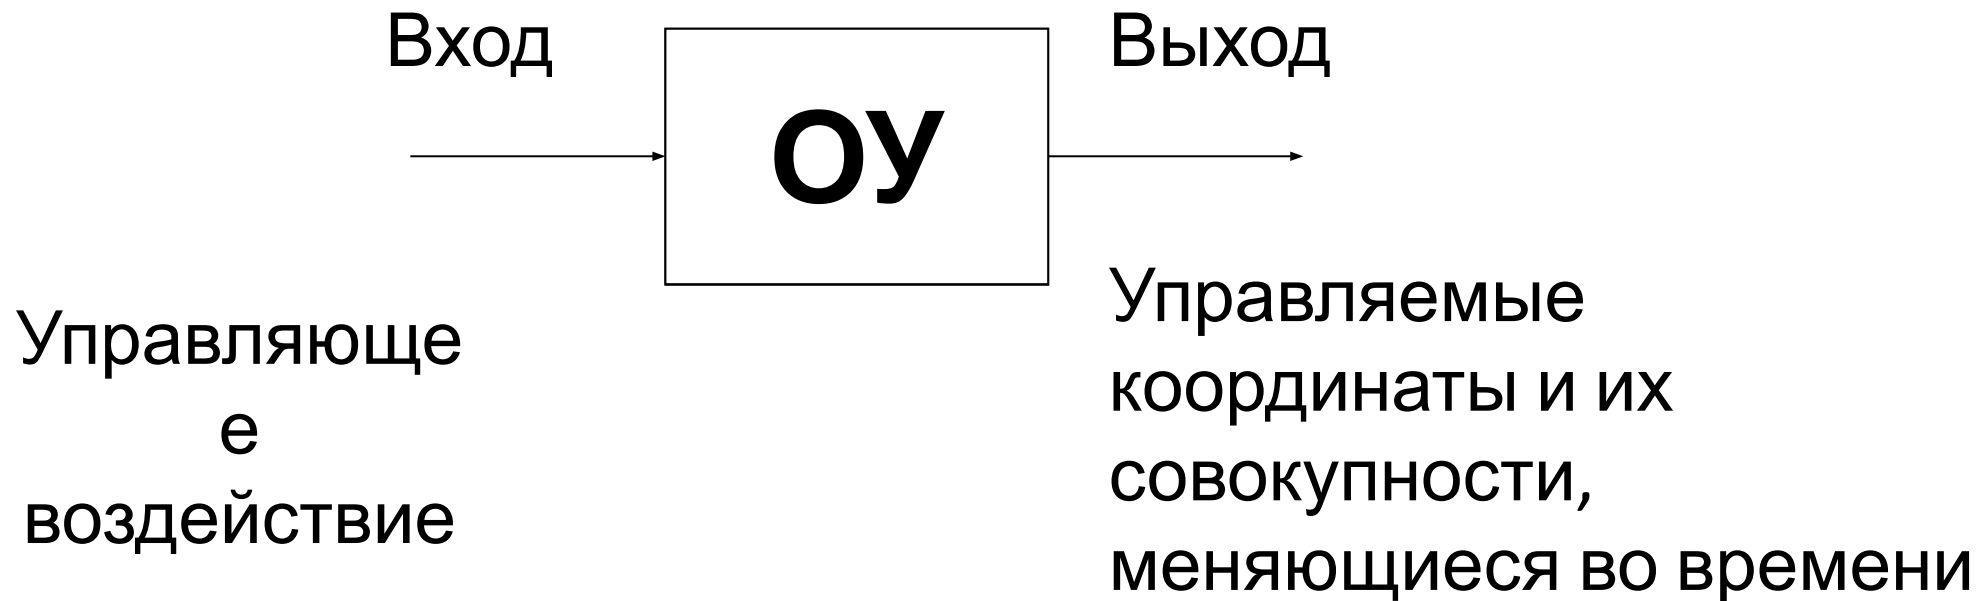 Вход
ОУ
Выход
Управляюще
е
воздействие
Управляемые
координаты и их
совокупности,
меняющиеся во времени